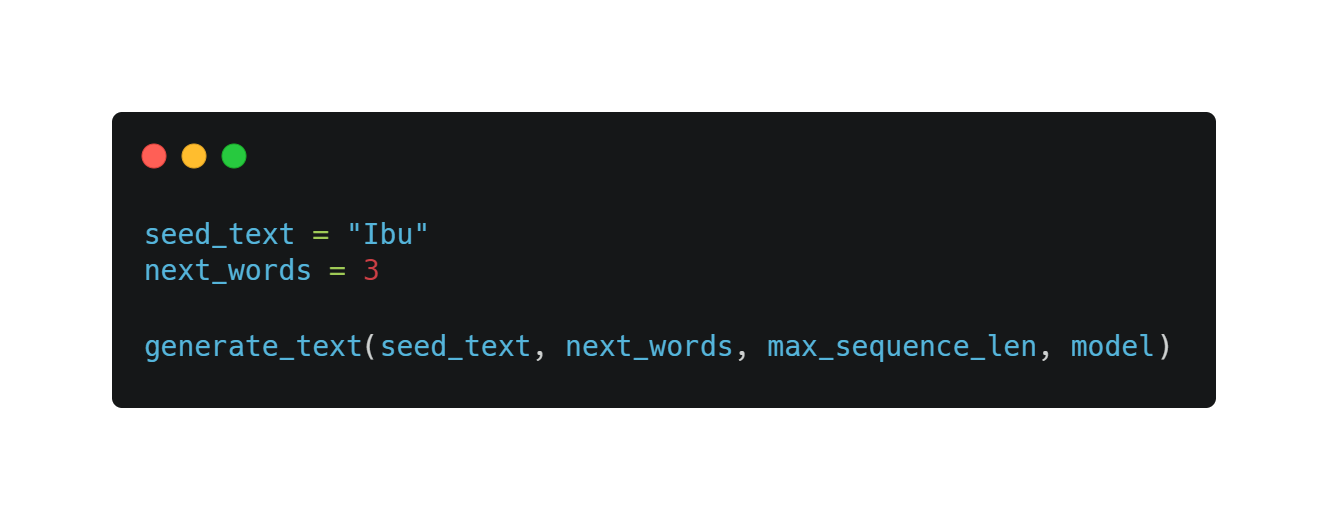 seed_text = "Ibu"
next_words = 3
generate_text(seed_text, next_words, max_sequence_len, model)